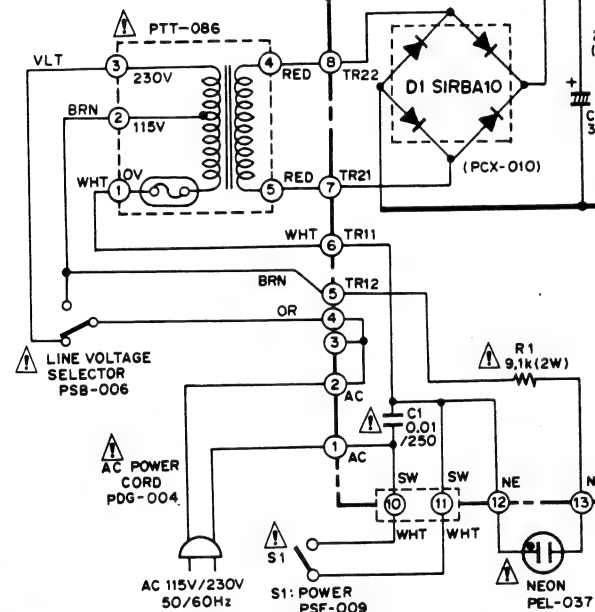 PTT-086
VLT
3
230V
4
RED
8
TR22
D1 SIRBA10
BRN
2
115V
WHT
1
0V
5
RED
7
TR21
(PCX-010)
WHT
6
TR11
BRN
5
TR12
OR
4
3
LINE VOLTAGE
SELECTOR
PSB-006
2
AC
R1
9.1k(2W)
C1
0.01
/250
AC POWER
CORD
PDG-004
1
AC
SW
SW
NE
N
10
11
12
13
WHT
WHT
S1
AC 115V/230V
50/60Hz
S1: POWER
PSF-009
NEON
PEL-037